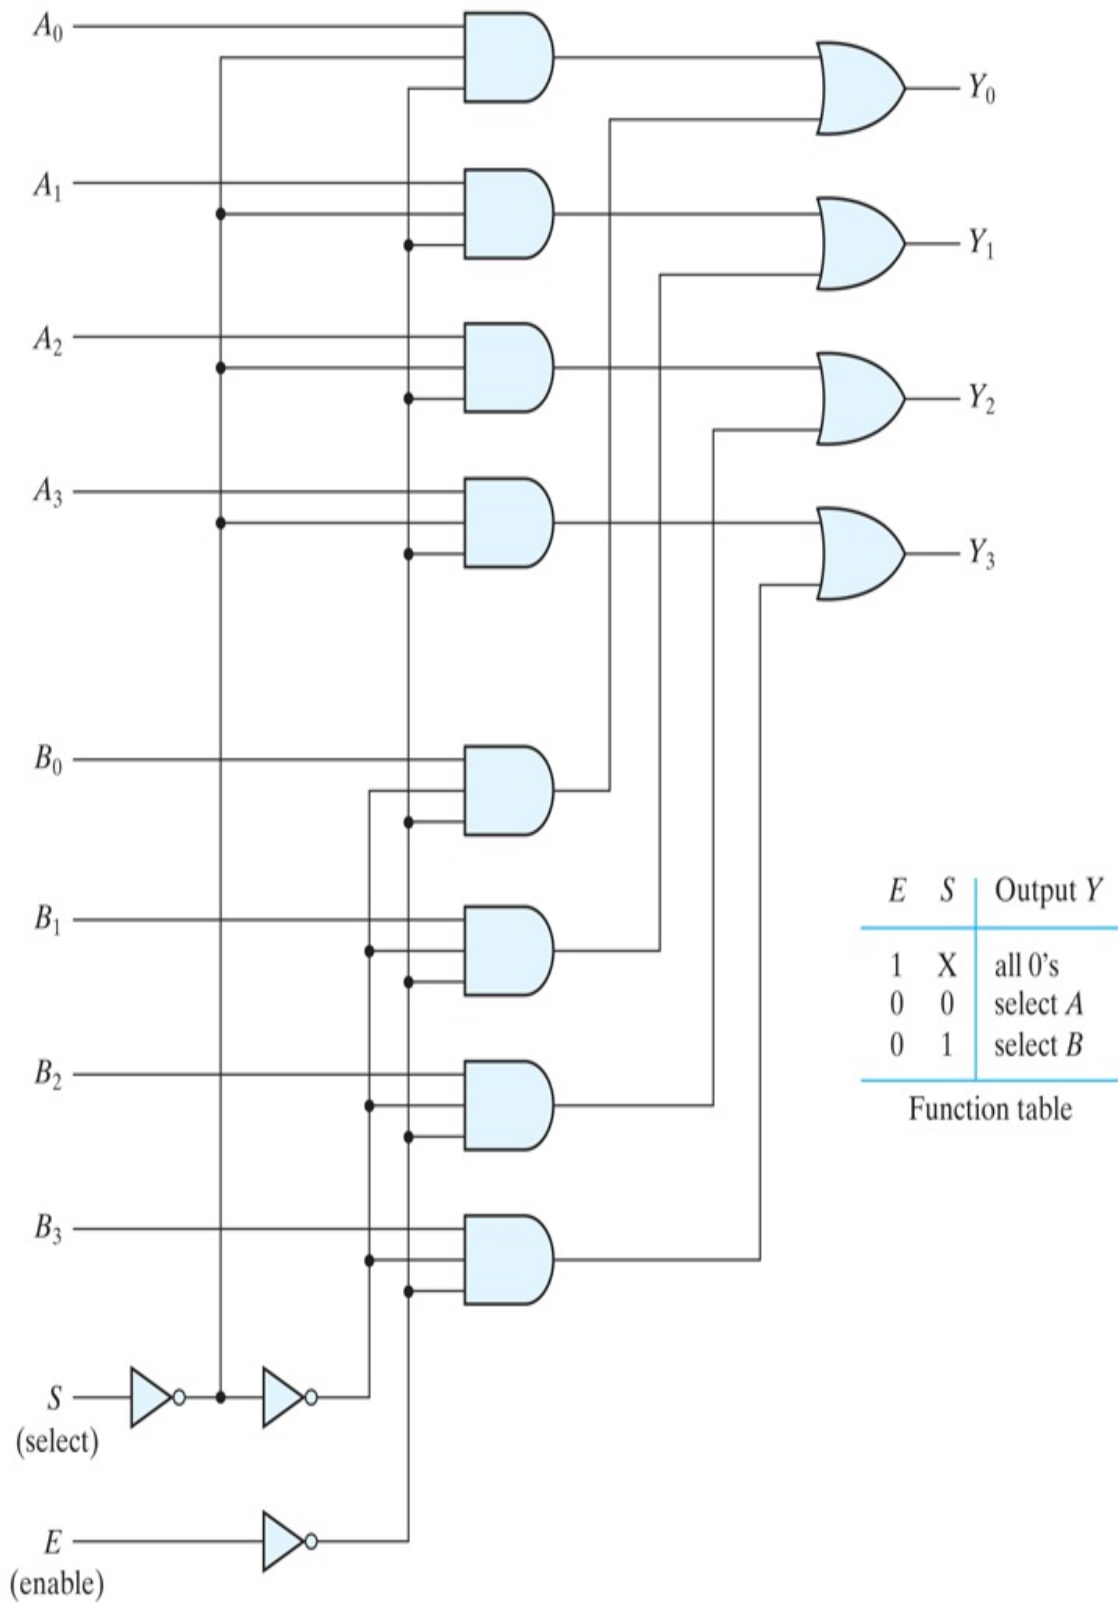 A₀
Y₀
A₁
Y₁
A₂
Y₂
A₃
Y₃
B₀
B₁
B₂
B₃
S
(select)
E
(enable)
E S Output Y
1 X all 0's
0 0 select A
0 1 select B
Function table